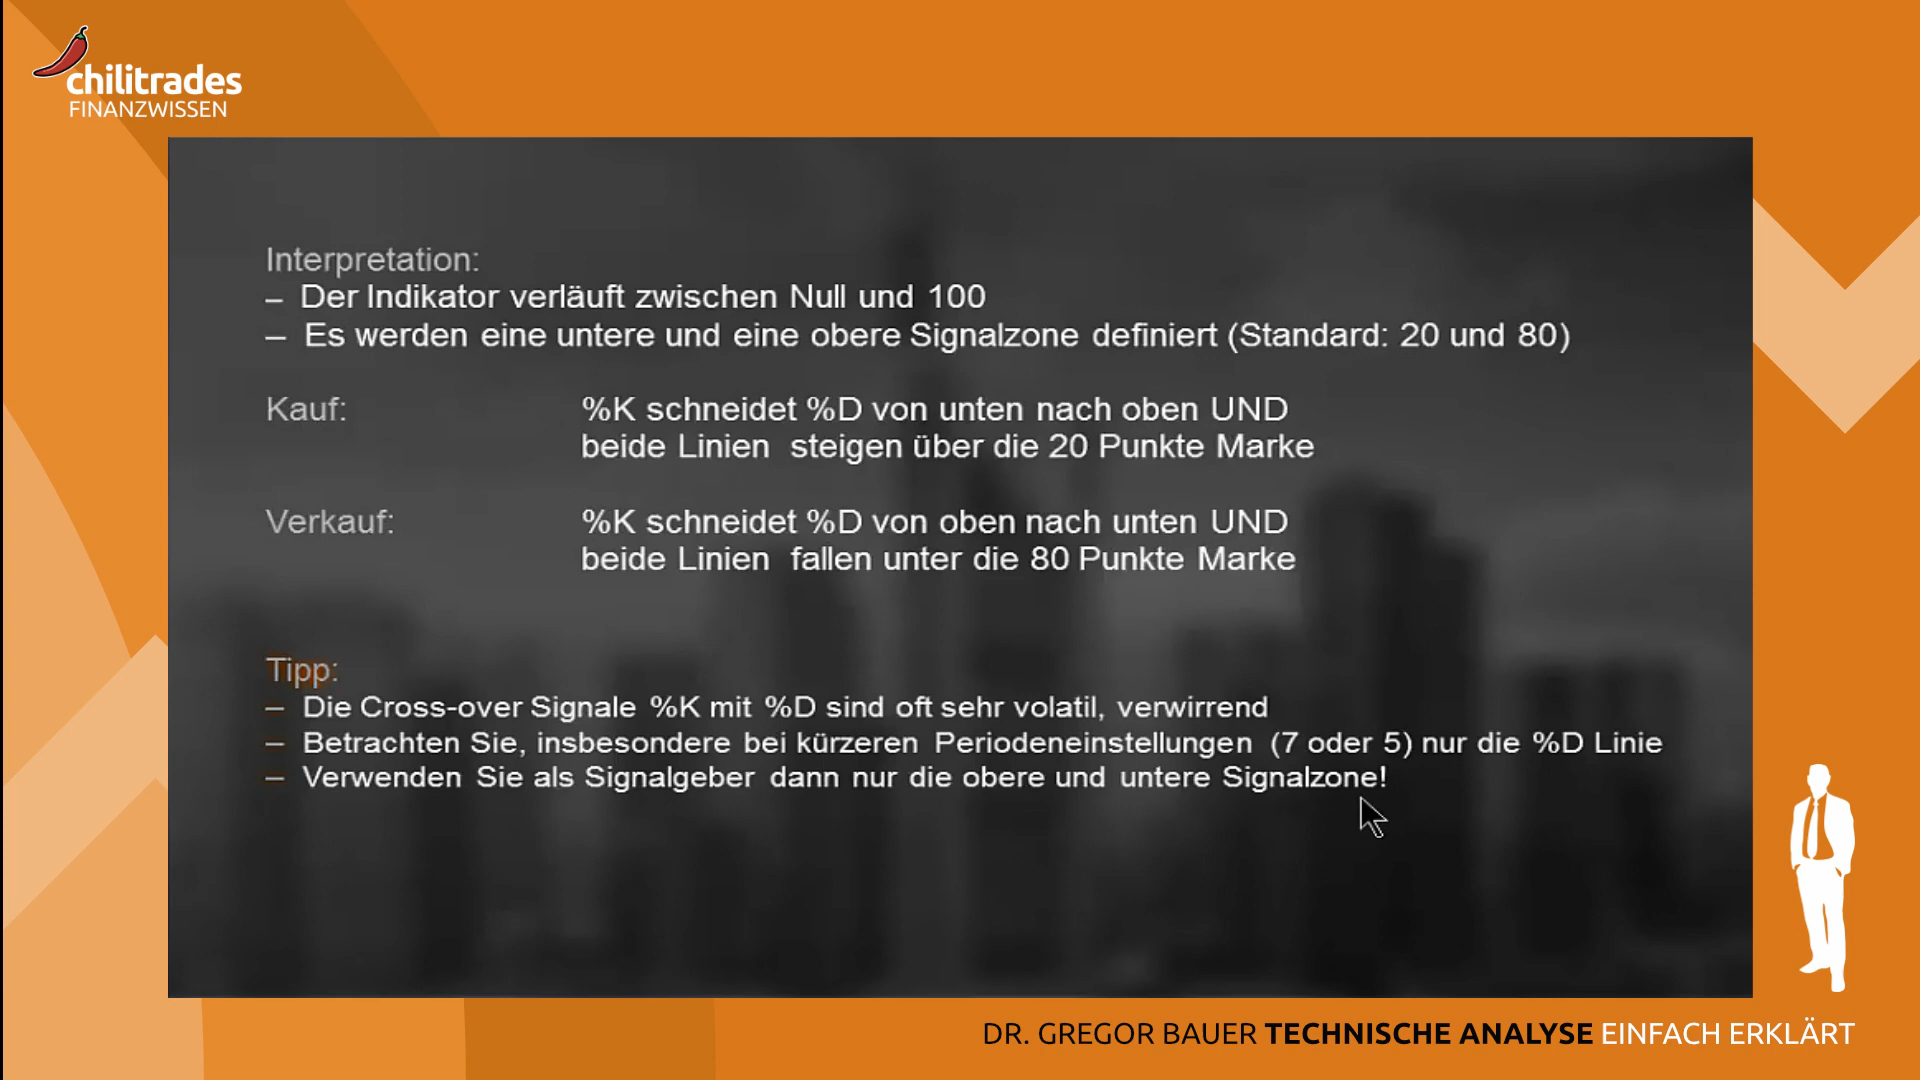 chilitrades
FINANZWISSEN
Interpretation:
– Der Indikator verläuft zwischen Null und 100
– Es werden eine untere und eine obere Signalzone definiert (Standard: 20 und 80)
Kauf: %K schneidet %D von unten nach oben UND
beide Linien steigen über die 20 Punkte Marke
Verkauf: %K schneidet %D von oben nach unten UND
beide Linien fallen unter die 80 Punkte Marke
Tipp:
– Die Cross-over Signale %K mit %D sind oft sehr volatil, verwirrend
– Betrachten Sie, insbesondere bei kürzeren Periodeneinstellungen (7 oder 5) nur die %D Linie
– Verwenden Sie als Signalgeber dann nur die obere und untere Signalzone!
DR. GREGOR BAUER TECHNISCHE ANALYSE EINFACH ERKLÄRT